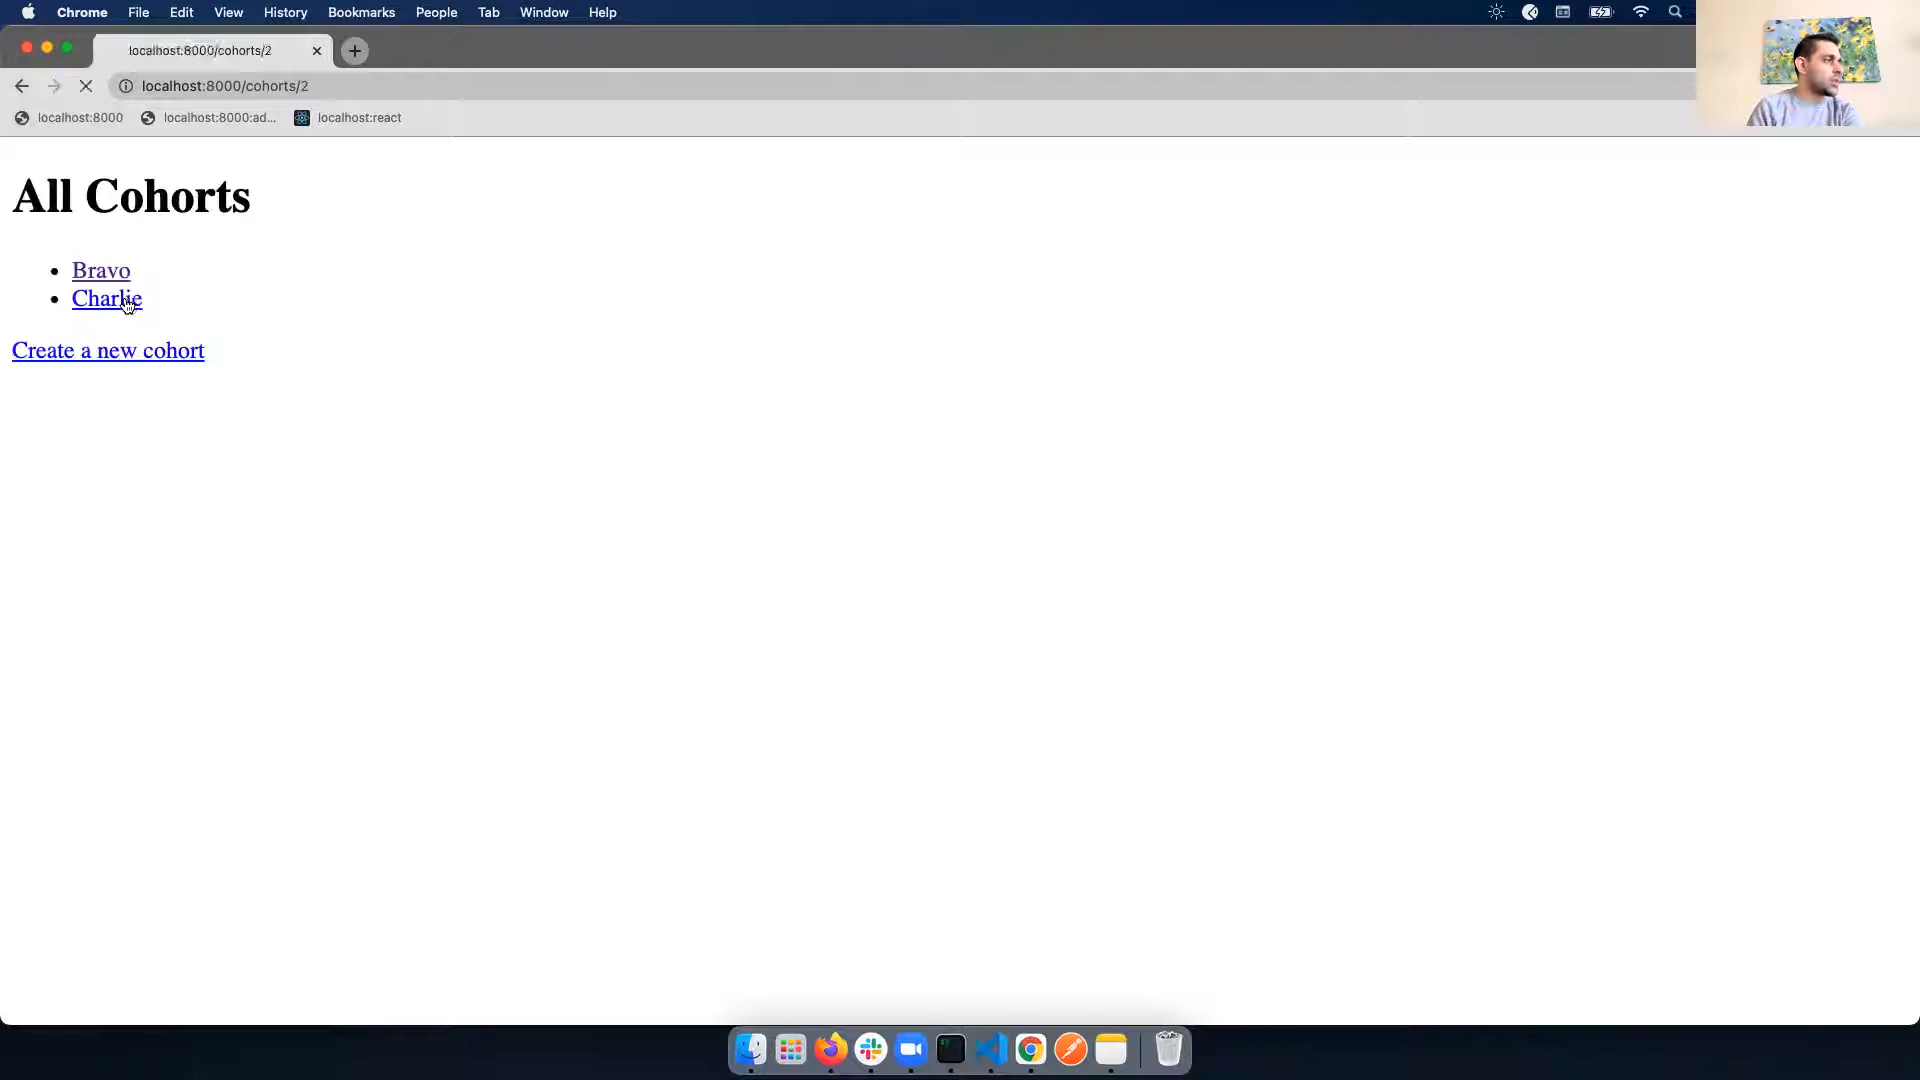 Chrome File Edit View History Bookmarks People Tab Window Help
localhost:8000/cohorts/2
localhost:8000/cohorts/2
localhost:8000 localhost:8000:ad... localhost:react
All Cohorts
Bravo
Charlie
Create a new cohort